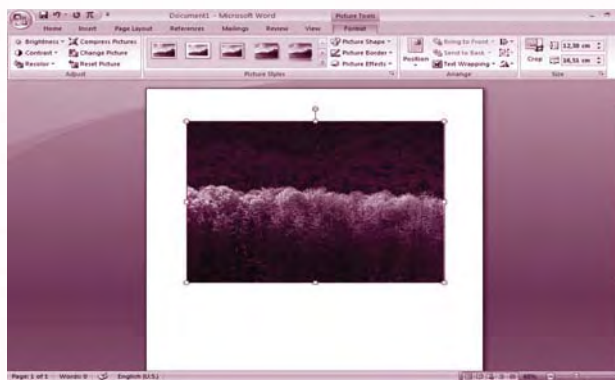 Document1 - Microsoft Word
Picture Tools
Home Insert Page Layout References Mailings Review View Format
Brightness Compress Pictures Picture Shape Bring to Front 12,38 cm
Contrast Change Picture Picture Border Position Send to Back Crop
Recolor Reset Picture Picture Effects Text Wrapping 16,51 cm
Adjust Picture Styles Arrange Size
Page: 1 of 1 Words: 0 English (U.S.) 60%